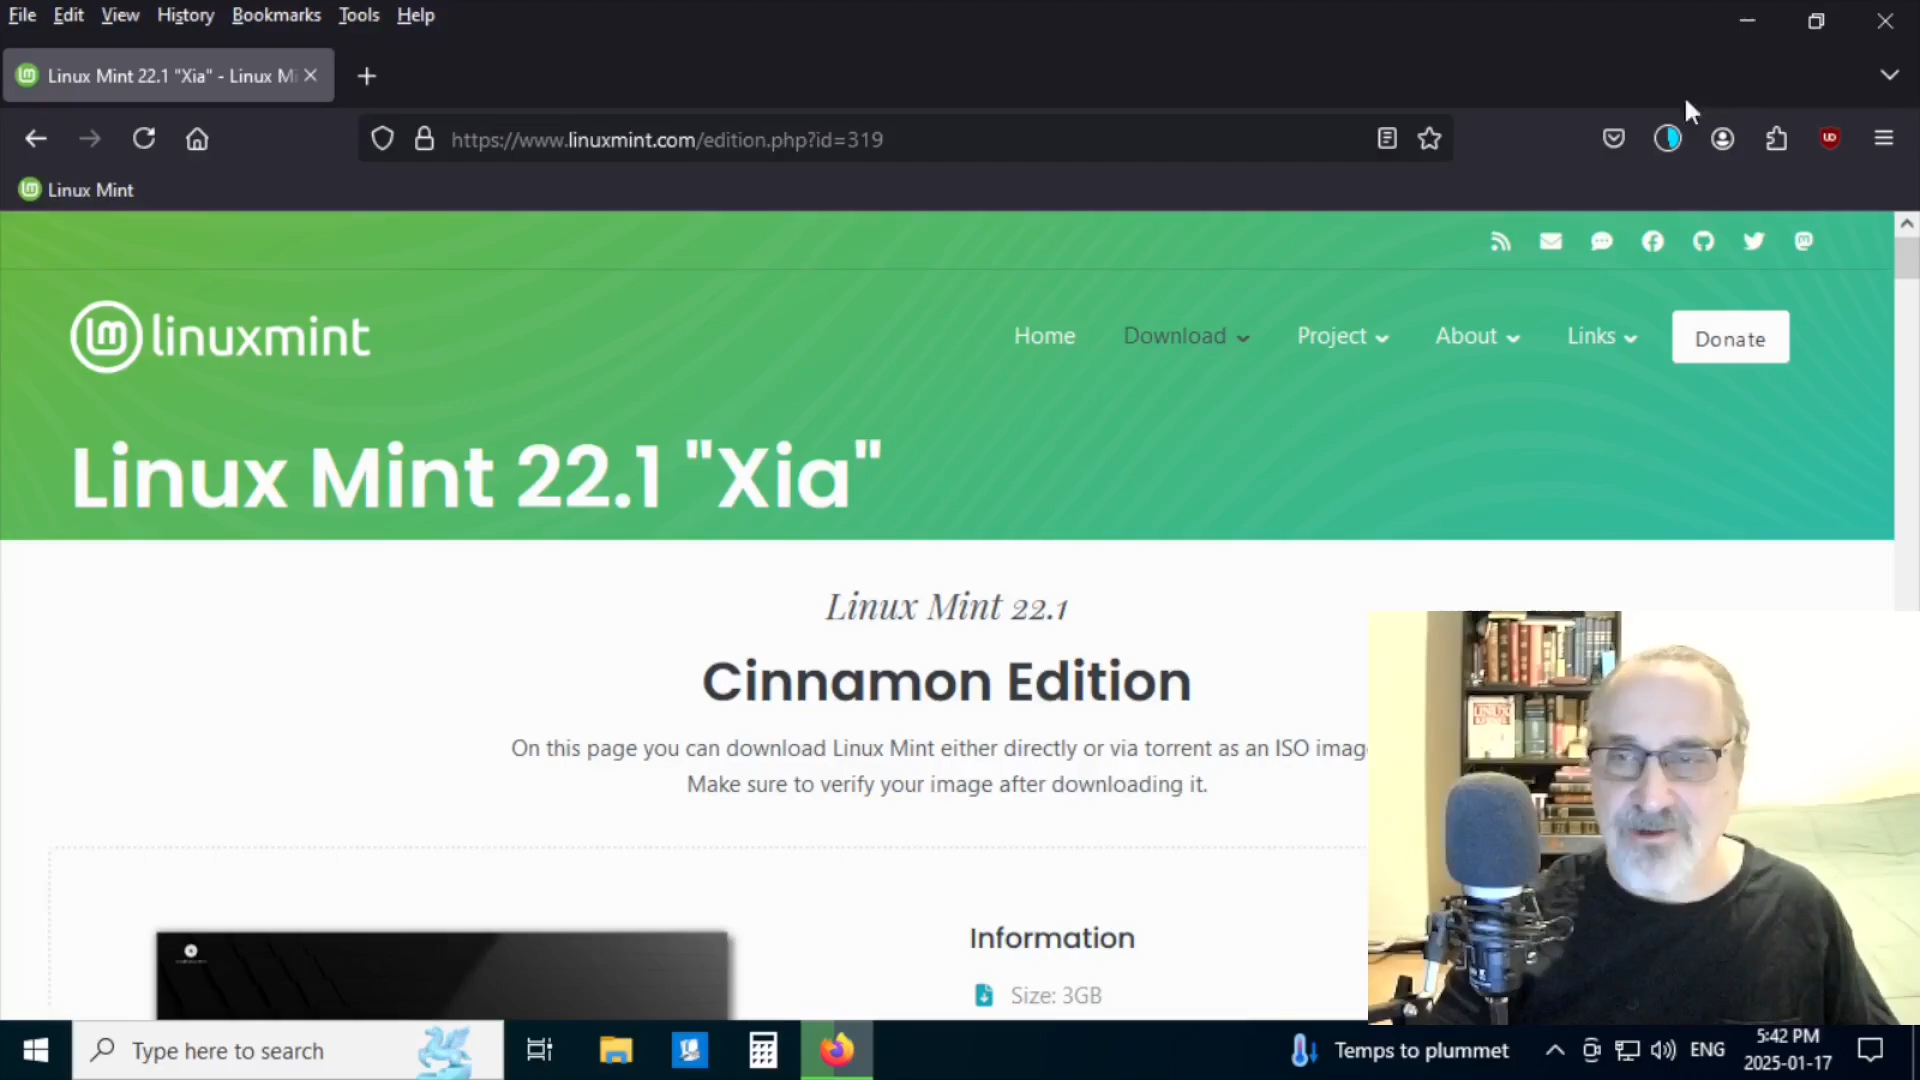 File Edit View History Bookmarks Tools Help
Linux Mint 22.1 "Xia" - Linux Mi
https://www.linuxmint.com/edition.php?id=319
Linux Mint
linuxmint
Home Download Project About Links Donate
Linux Mint 22.1 "Xia"
Linux Mint 22.1
Cinnamon Edition
On this page you can download Linux Mint either directly or via torrent as an ISO imag
Make sure to verify your image after downloading it.
Information
Size: 3GB
LINUX
Type here to search
Temps to plummet
ENG
5:42 PM
2025-01-17